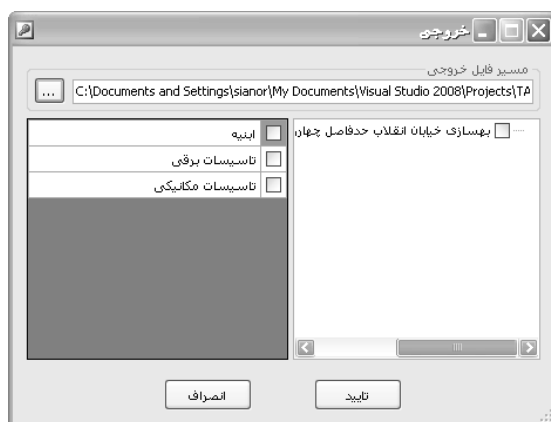 خروجی
مسیر فایل خروجی
C:\Documents and Settings\sianor\My Documents\Visual Studio 2008\Projects\TA
...
بهسازی خیابان انقلاب حدفاصل
ابنیه
تاسیسات برقی
تاسیسات مکانیکی
تایید
انصراف